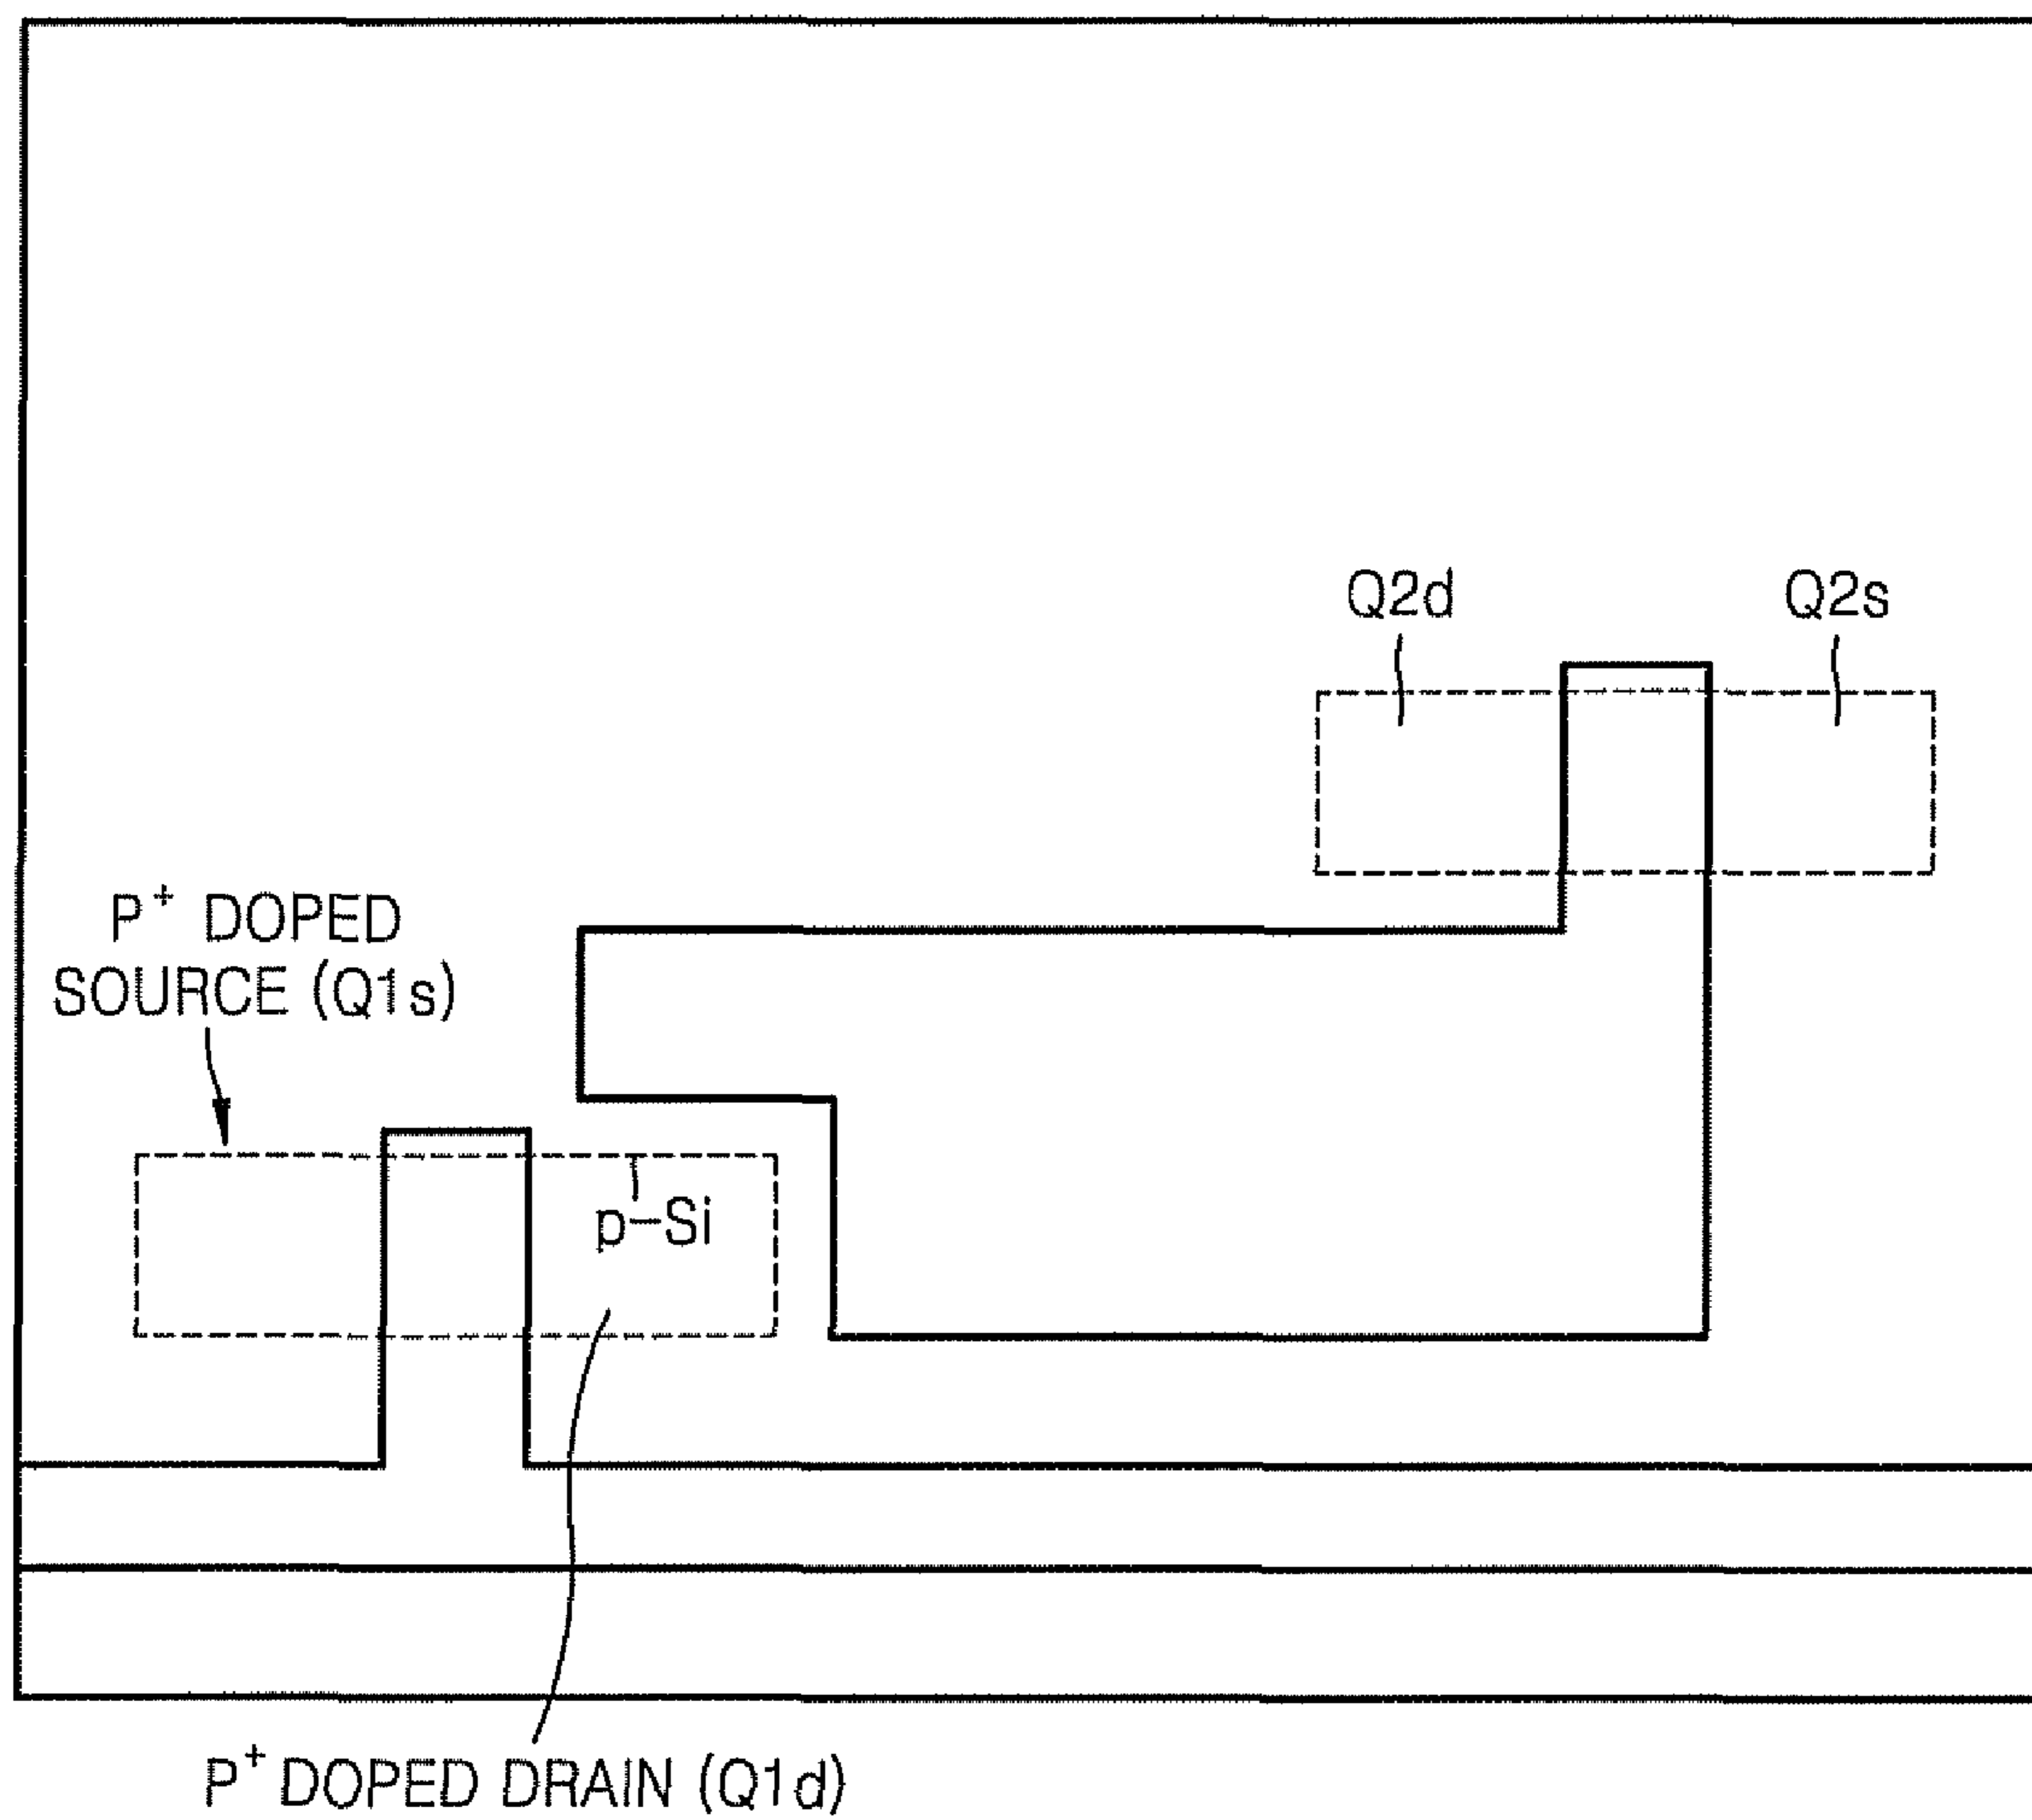 Q2d
Q2s
P⁺ DOPED
SOURCE (Q1s)
p-Si
P⁺ DOPED DRAIN (Q1d)